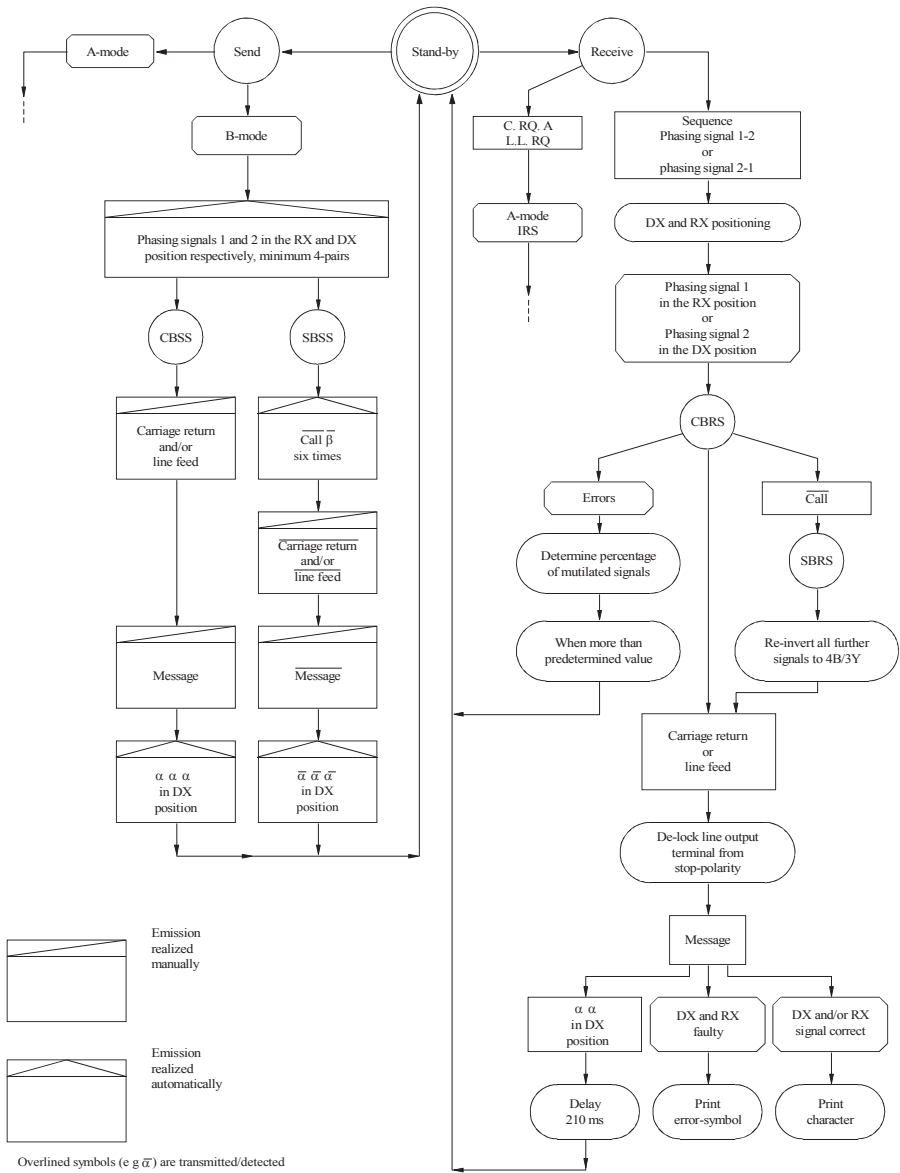 A-mode
Send
Stand-by
Receive
B-mode
C. RQ. A
L.L. RQ
Sequence
Phasing signal 1-2
or
phasing signal 2-1
A-mode
IRS
DX and RX positioning
Phasing signals 1 and 2 in the RX and DX
position respectively, minimum 4-pairs
Phasing signal 1
in the RX position
or
Phasing signal 2
in the DX position
CBSS
SBSS
CBRS
Carriage return
and/or
line feed
C̅a̅l̅l̅ β̅
six times
Errors
C̅a̅l̅l̅
C̅a̅r̅r̅i̅a̅g̅e̅ r̅e̅t̅u̅r̅n̅
and/or
l̅i̅n̅e̅ f̅e̅e̅d̅
Determine percentage
of mutilated signals
SBRS
Message
M̅e̅s̅s̅a̅g̅e̅
When more than
predetermined value
Re-invert all further
signals to 4B/3Y
Carriage return
or
line feed
α α α
in DX
position
α̅ α̅ α̅
in DX
position
De-lock line output
terminal from
stop-polarity
Emission
realized
manually
Message
α α
in DX
position
DX and RX
faulty
DX and/or RX
signal correct
Emission
realized
automatically
Delay
210 ms
Print
error-symbol
Print
character
Overlined symbols (e g α̅) are transmitted/detected